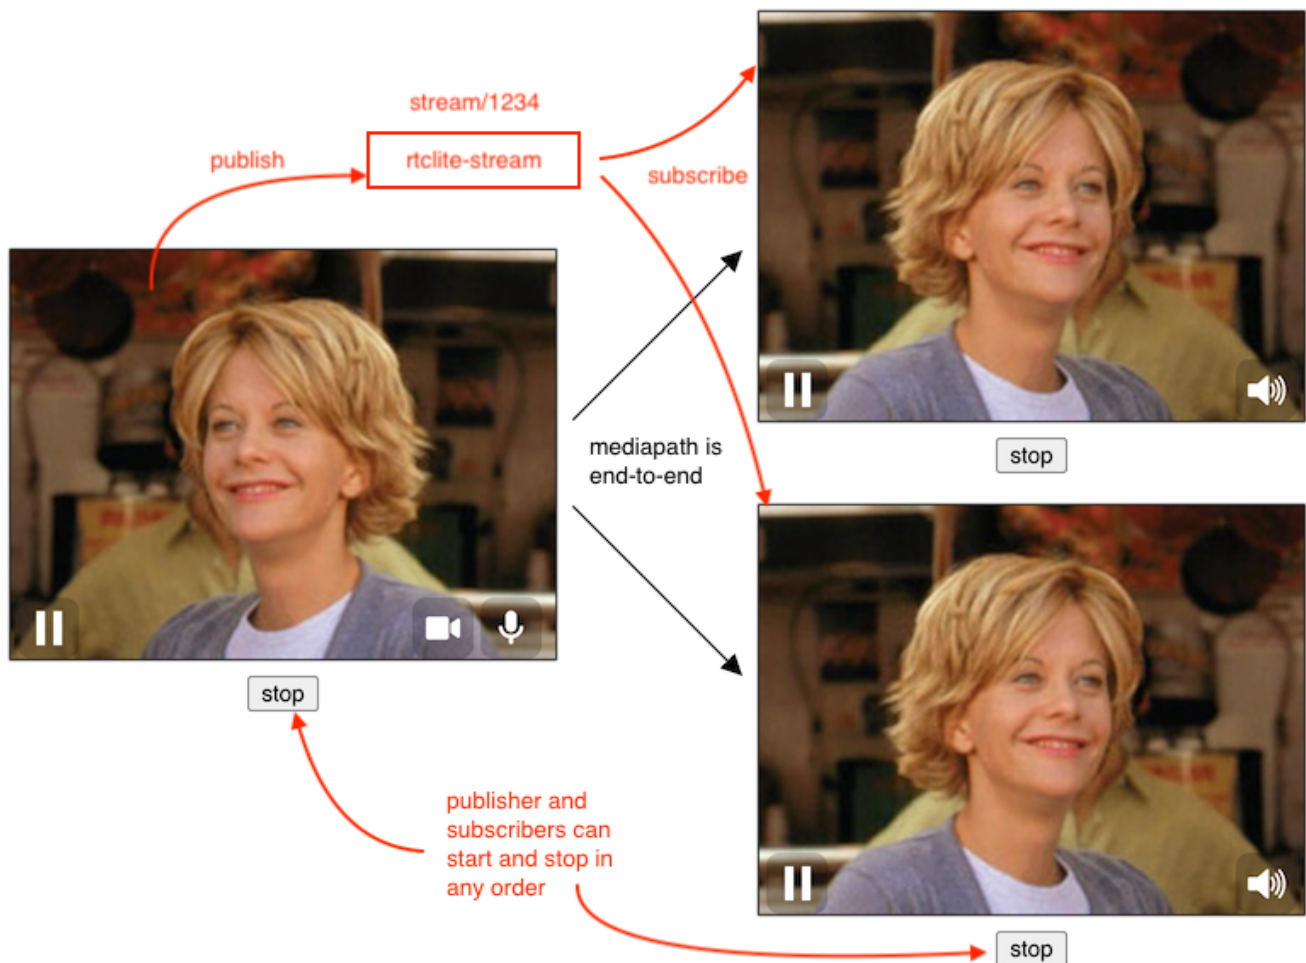 stream/1234
rtclite-stream
publish
subscribe
mediapath is
end-to-end
stop
stop
publisher and
subscribers can
start and stop in
any order
stop